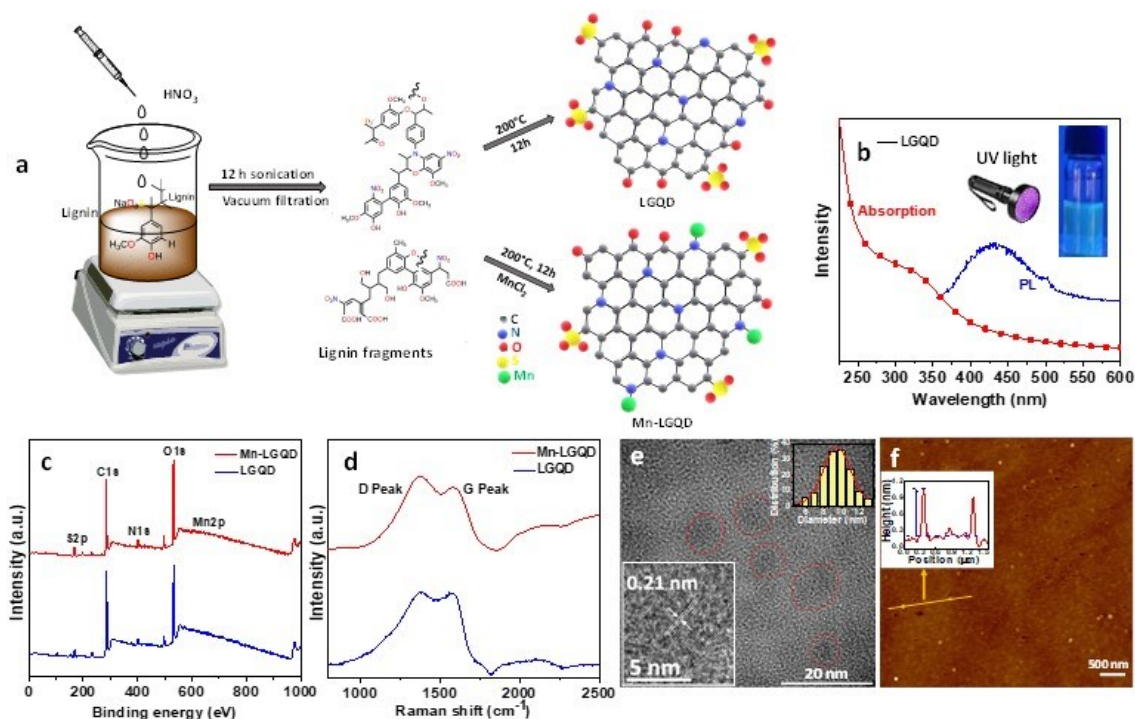 a
HNO3
Lignin
NaO
S
Lignin
H3CO
H
OH
12 h sonication
Vacuum filtration
Lignin fragments
200°C
12h
200°C, 12h
MnCl2
LGQD
C
N
O
S
Mn
Mn-LGQD
b
LGQD
UV light
Absorption
PL
Intensity
250 300 350 400 450 500 550 600
Wavelength (nm)
c
Mn-LGQD
LGQD
O1s
C1s
N1s
S2p
Mn2p
Intensity (a.u.)
0 200 400 600 800 1000
Binding energy (eV)
d
Mn-LGQD
LGQD
D Peak
G Peak
Intensity (a.u.)
1000 1500 2000 2500
Raman shift (cm-1)
e
Distribution (%)
Diameter (nm)
0.21 nm
5 nm
20 nm
f
Height (nm)
Position (μm)
500 nm